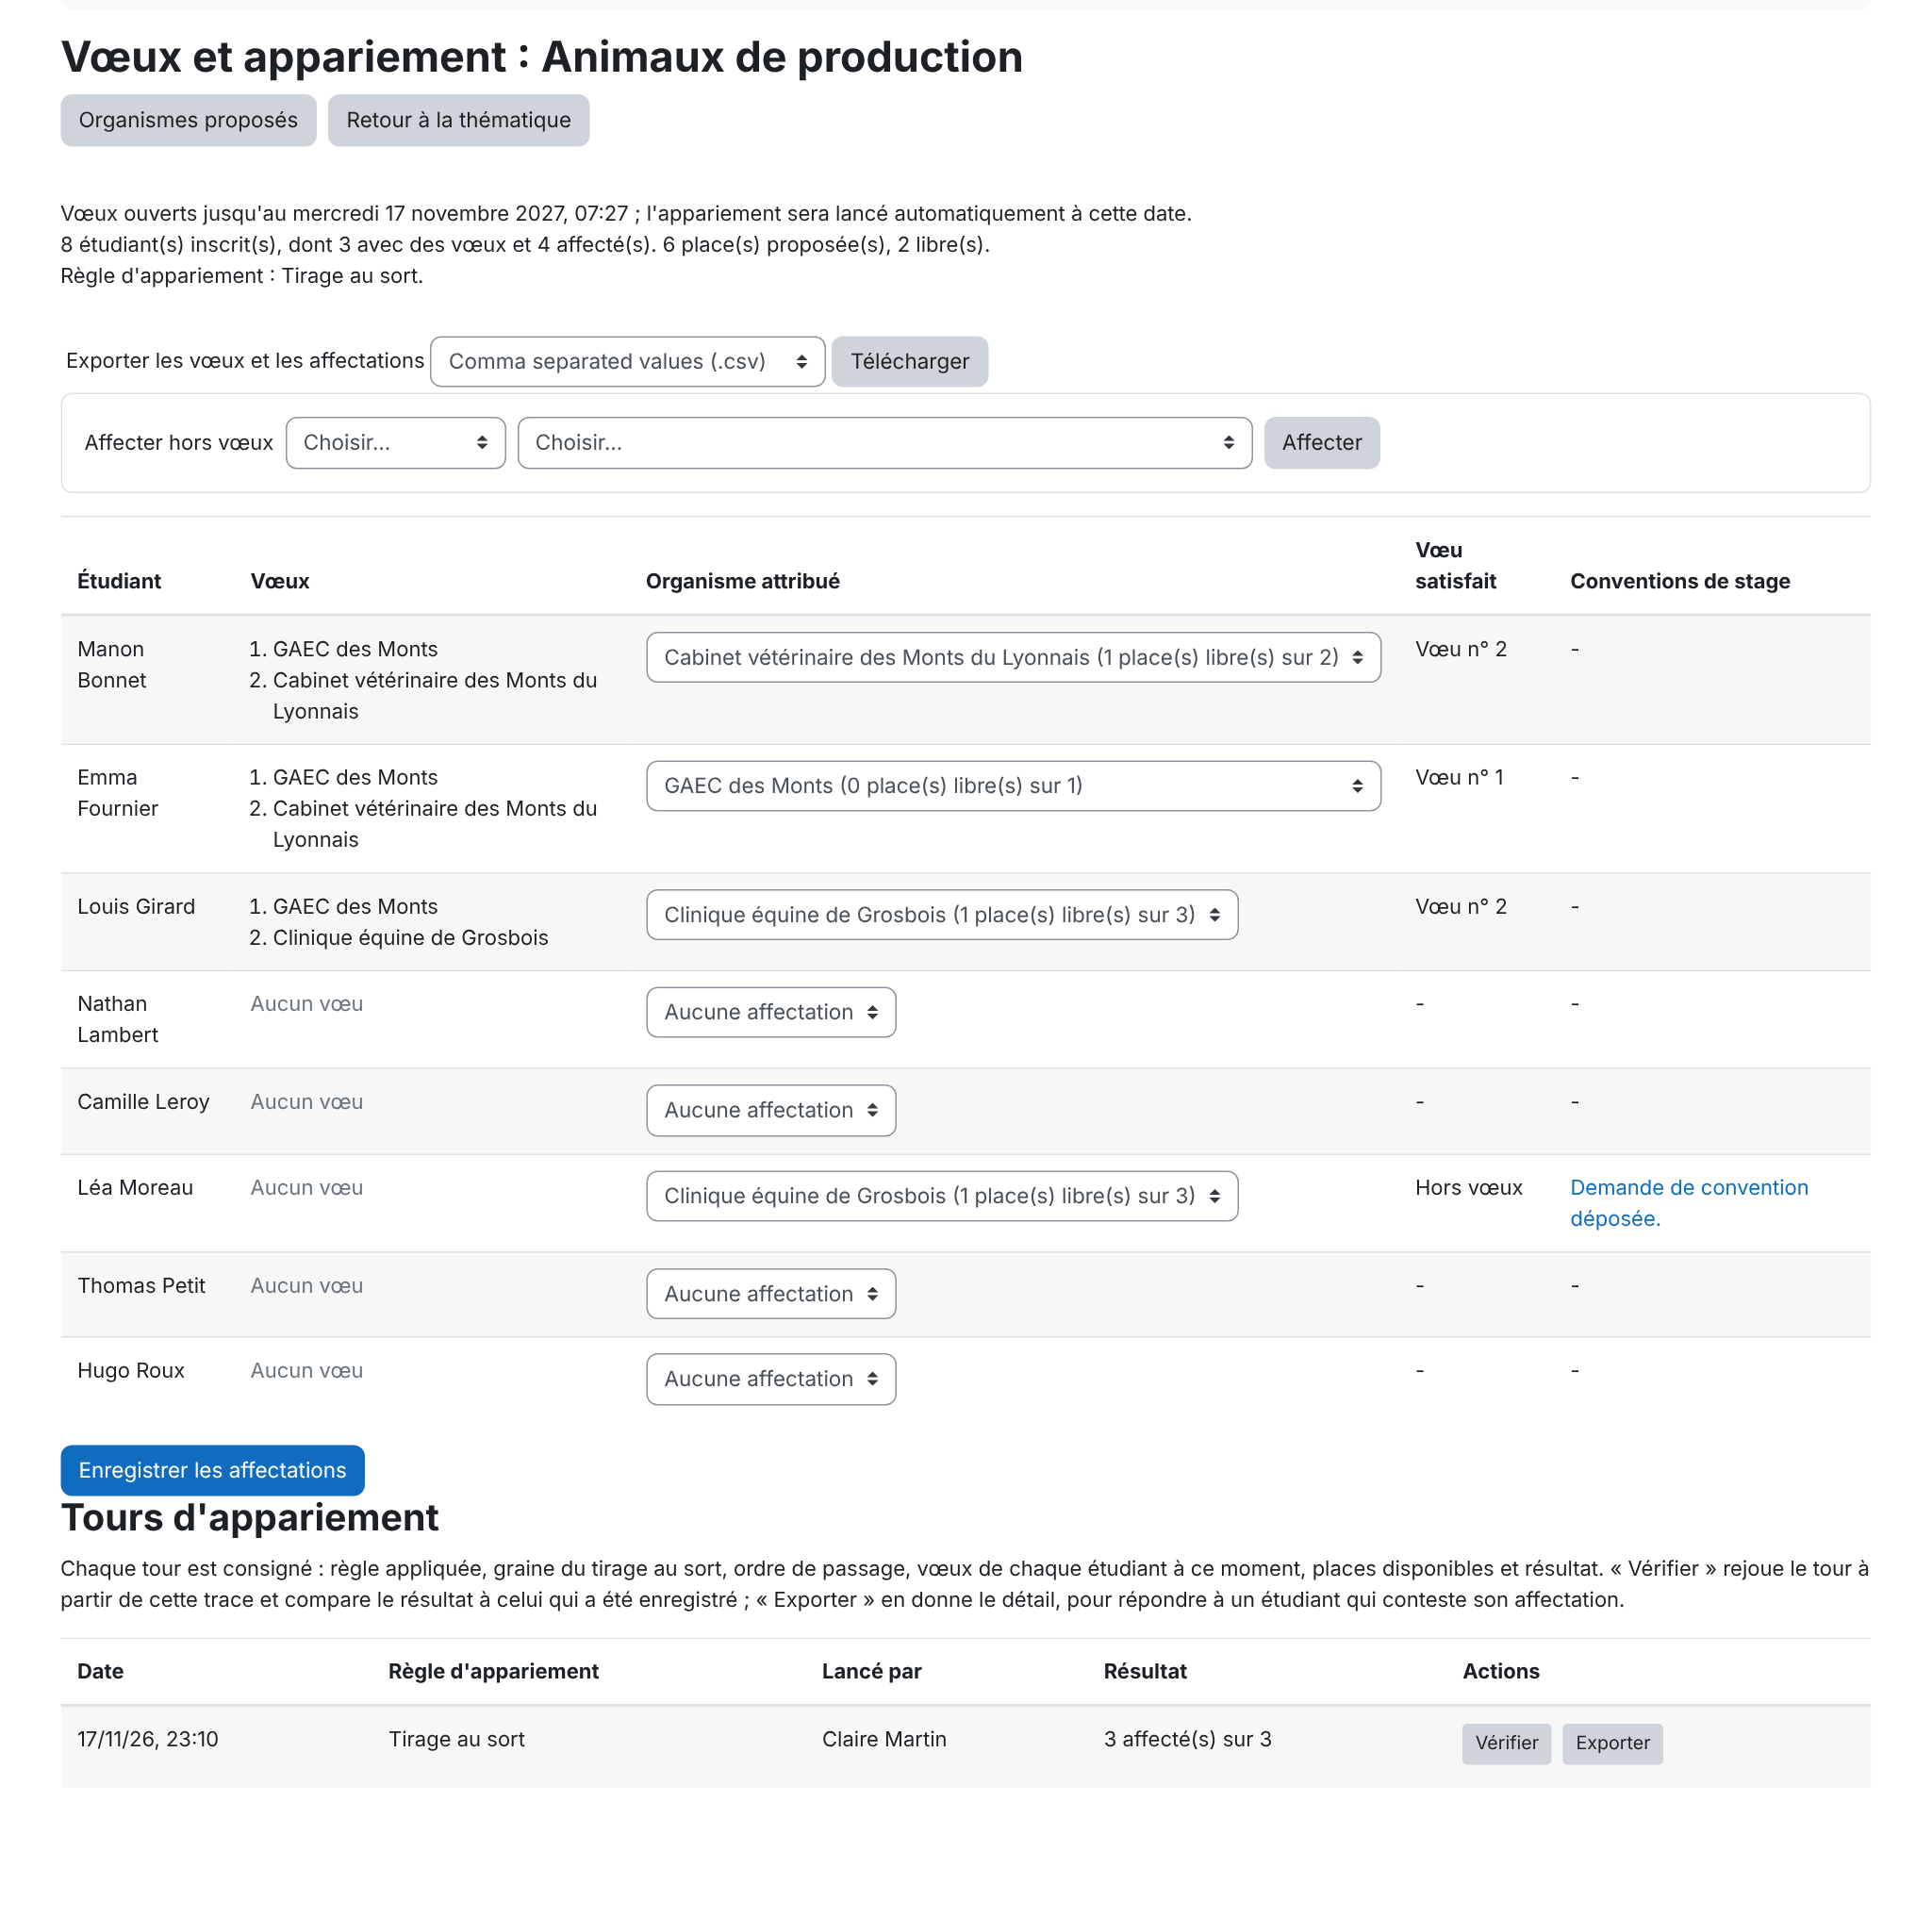 Vœux et appariement : Animaux de production
Organismes proposés Retour à la thématique
Vœux ouverts jusqu'au mercredi 17 novembre 2027, 07:27 ; l'appariement sera lancé automatiquement à cette date.
8 étudiant(s) inscrit(s), dont 3 avec des vœux et 4 affecté(s). 6 place(s) proposée(s), 2 libre(s).
Règle d'appariement : Tirage au sort.
Exporter les vœux et les affectations Comma separated values (.csv) Télécharger
Affecter hors vœux Choisir... Choisir... Affecter
Étudiant Vœux Organisme attribué Vœu satisfait Conventions de stage
Manon Bonnet
1. GAEC des Monts
2. Cabinet vétérinaire des Monts du Lyonnais
Cabinet vétérinaire des Monts du Lyonnais (1 place(s) libre(s) sur 2)
Vœu n° 2 -
Emma Fournier
1. GAEC des Monts
2. Cabinet vétérinaire des Monts du Lyonnais
GAEC des Monts (0 place(s) libre(s) sur 1)
Vœu n° 1 -
Louis Girard
1. GAEC des Monts
2. Clinique équine de Grosbois
Clinique équine de Grosbois (1 place(s) libre(s) sur 3)
Vœu n° 2 -
Nathan Lambert Aucun vœu Aucune affectation - -
Camille Leroy Aucun vœu Aucune affectation - -
Léa Moreau Aucun vœu Clinique équine de Grosbois (1 place(s) libre(s) sur 3) Hors vœux Demande de convention déposée.
Thomas Petit Aucun vœu Aucune affectation - -
Hugo Roux Aucun vœu Aucune affectation - -
Enregistrer les affectations
Tours d'appariement
Chaque tour est consigné : règle appliquée, graine du tirage au sort, ordre de passage, vœux de chaque étudiant à ce moment, places disponibles et résultat. « Vérifier » rejoue le tour à
partir de cette trace et compare le résultat à celui qui a été enregistré ; « Exporter » en donne le détail, pour répondre à un étudiant qui conteste son affectation.
Date Règle d'appariement Lancé par Résultat Actions
17/11/26, 23:10 Tirage au sort Claire Martin 3 affecté(s) sur 3 Vérifier Exporter